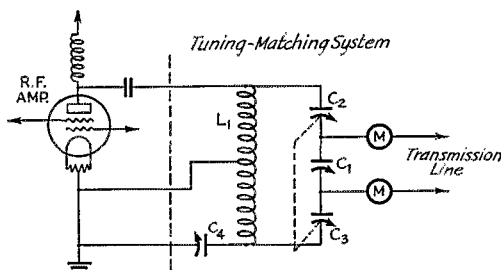 Tuning-Matching System
R.F.
AMP.
L1
C2
C1
C3
C4
M
M
Transmission
Line